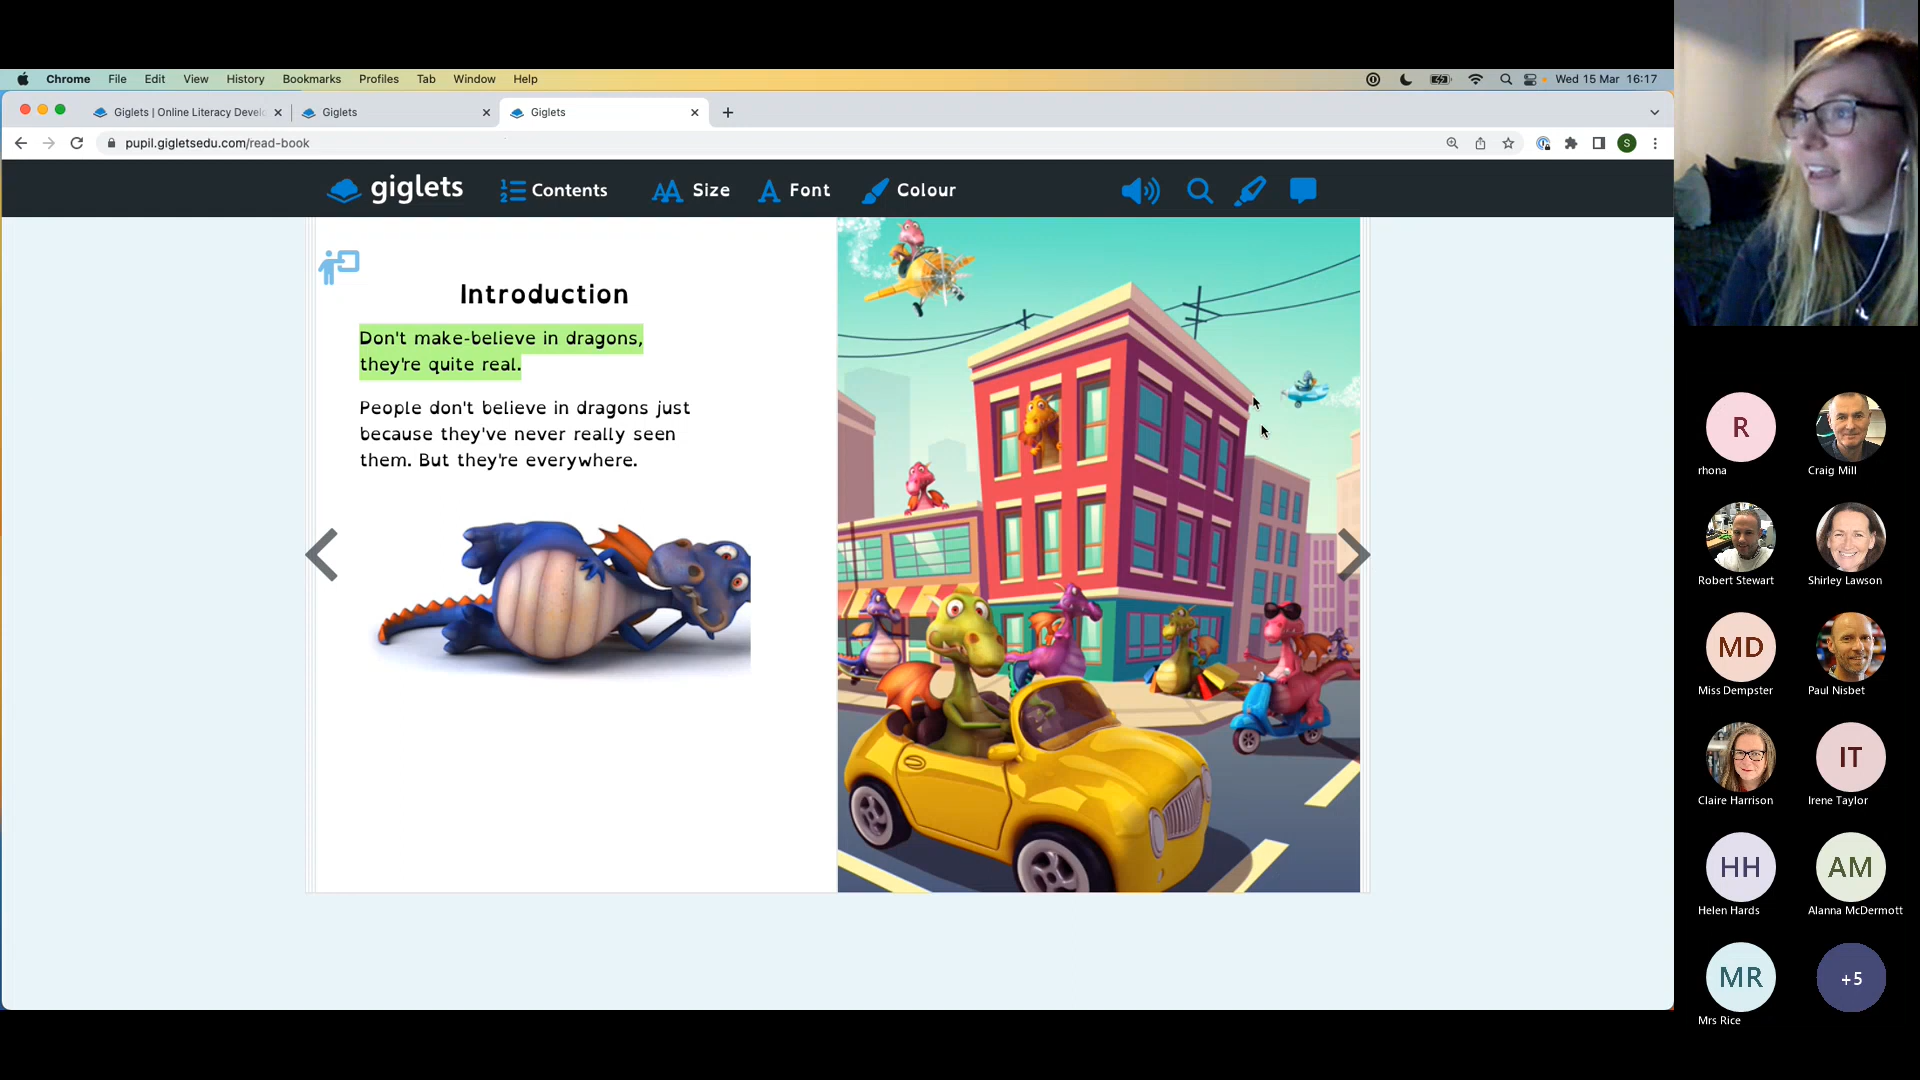 Chrome File Edit View History Bookmarks Profiles Tab Window Help
Wed 15 Mar 16:17
Giglets | Online Literacy Develo
Giglets
Giglets
pupil.gigletsedu.com/read-book
S
giglets
Contents
Size
Font
Colour
Introduction
Don't make-believe in dragons,
they're quite real.
People don't believe in dragons just
because they've never really seen
them. But they're everywhere.
R
rhona
Craig Mill
Robert Stewart
Shirley Lawson
MD
Miss Dempster
Paul Nisbet
Claire Harrison
IT
Irene Taylor
HH
Helen Hards
AM
Alanna McDermott
MR
Mrs Rice
+5